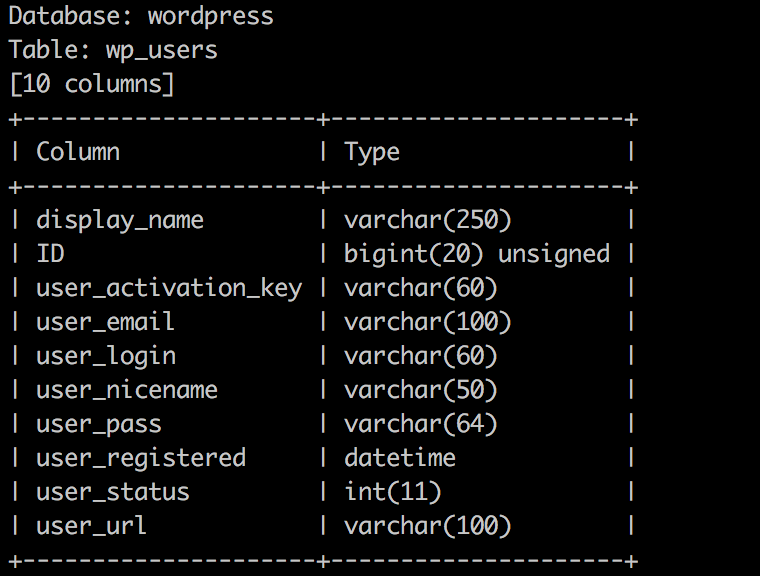 Database: wordpress
Table: wp_users
[10 columns]
+---------------------+---------------------+
| Column              | Type                |
+---------------------+---------------------+
| display_name        | varchar(250)        |
| ID                  | bigint(20) unsigned |
| user_activation_key | varchar(60)         |
| user_email          | varchar(100)        |
| user_login          | varchar(60)         |
| user_nicename       | varchar(50)         |
| user_pass           | varchar(64)         |
| user_registered     | datetime            |
| user_status         | int(11)             |
| user_url            | varchar(100)        |
+---------------------+---------------------+